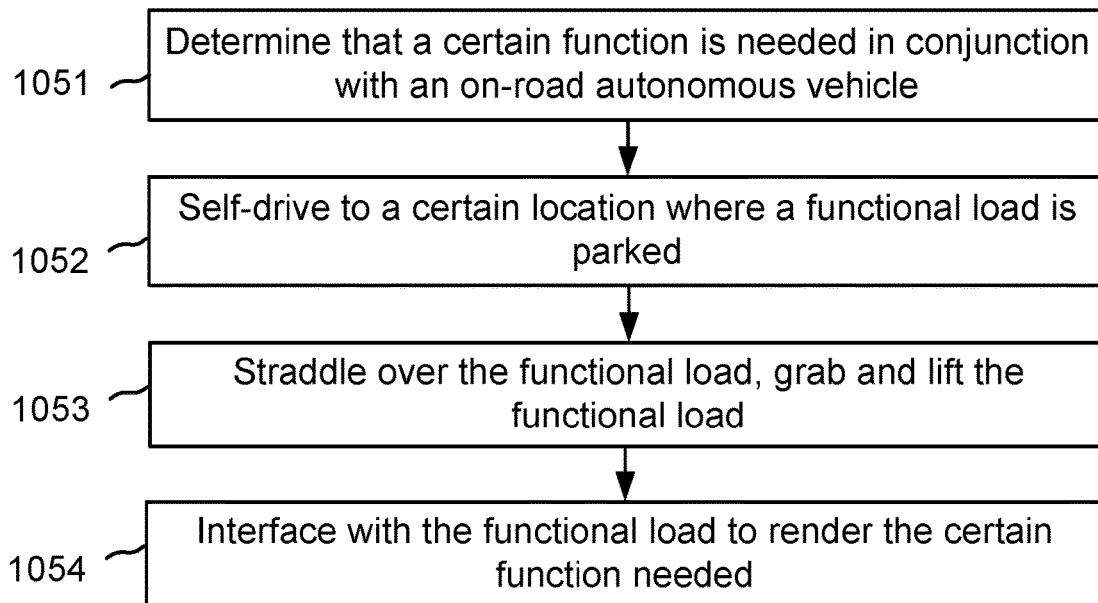 Determine that a certain function is needed in conjunction
1051
with an on-road autonomous vehicle
Self-drive to a certain location where a functional load is
1052
parked
Straddle over the functional load, grab and lift the
1053
functional load
Interface with the functional load to render the certain
1054
function needed